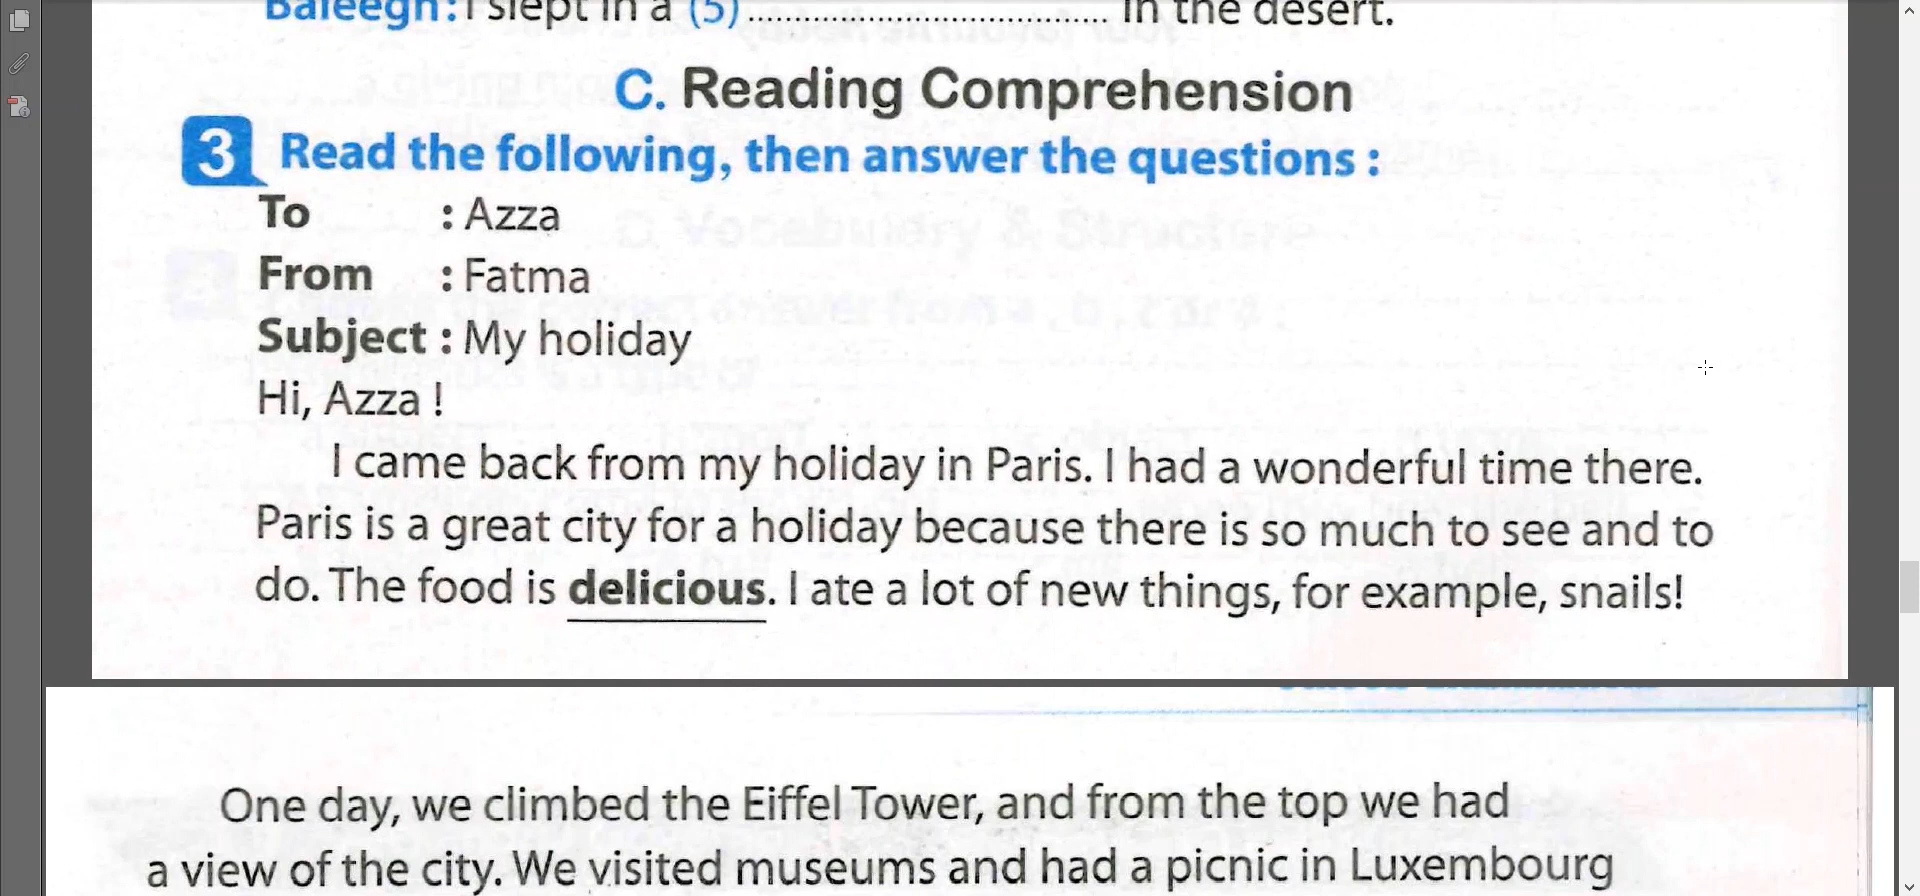 Baleegh: I slept in a (5) ........................................ in the desert.
C. Reading Comprehension
3 Read the following, then answer the questions :
To : Azza
From : Fatma
Subject : My holiday
Hi, Azza !
I came back from my holiday in Paris. I had a wonderful time there.
Paris is a great city for a holiday because there is so much to see and to
do. The food is delicious. I ate a lot of new things, for example, snails!
One day, we climbed the Eiffel Tower, and from the top we had
a view of the city. We visited museums and had a picnic in Luxembourg